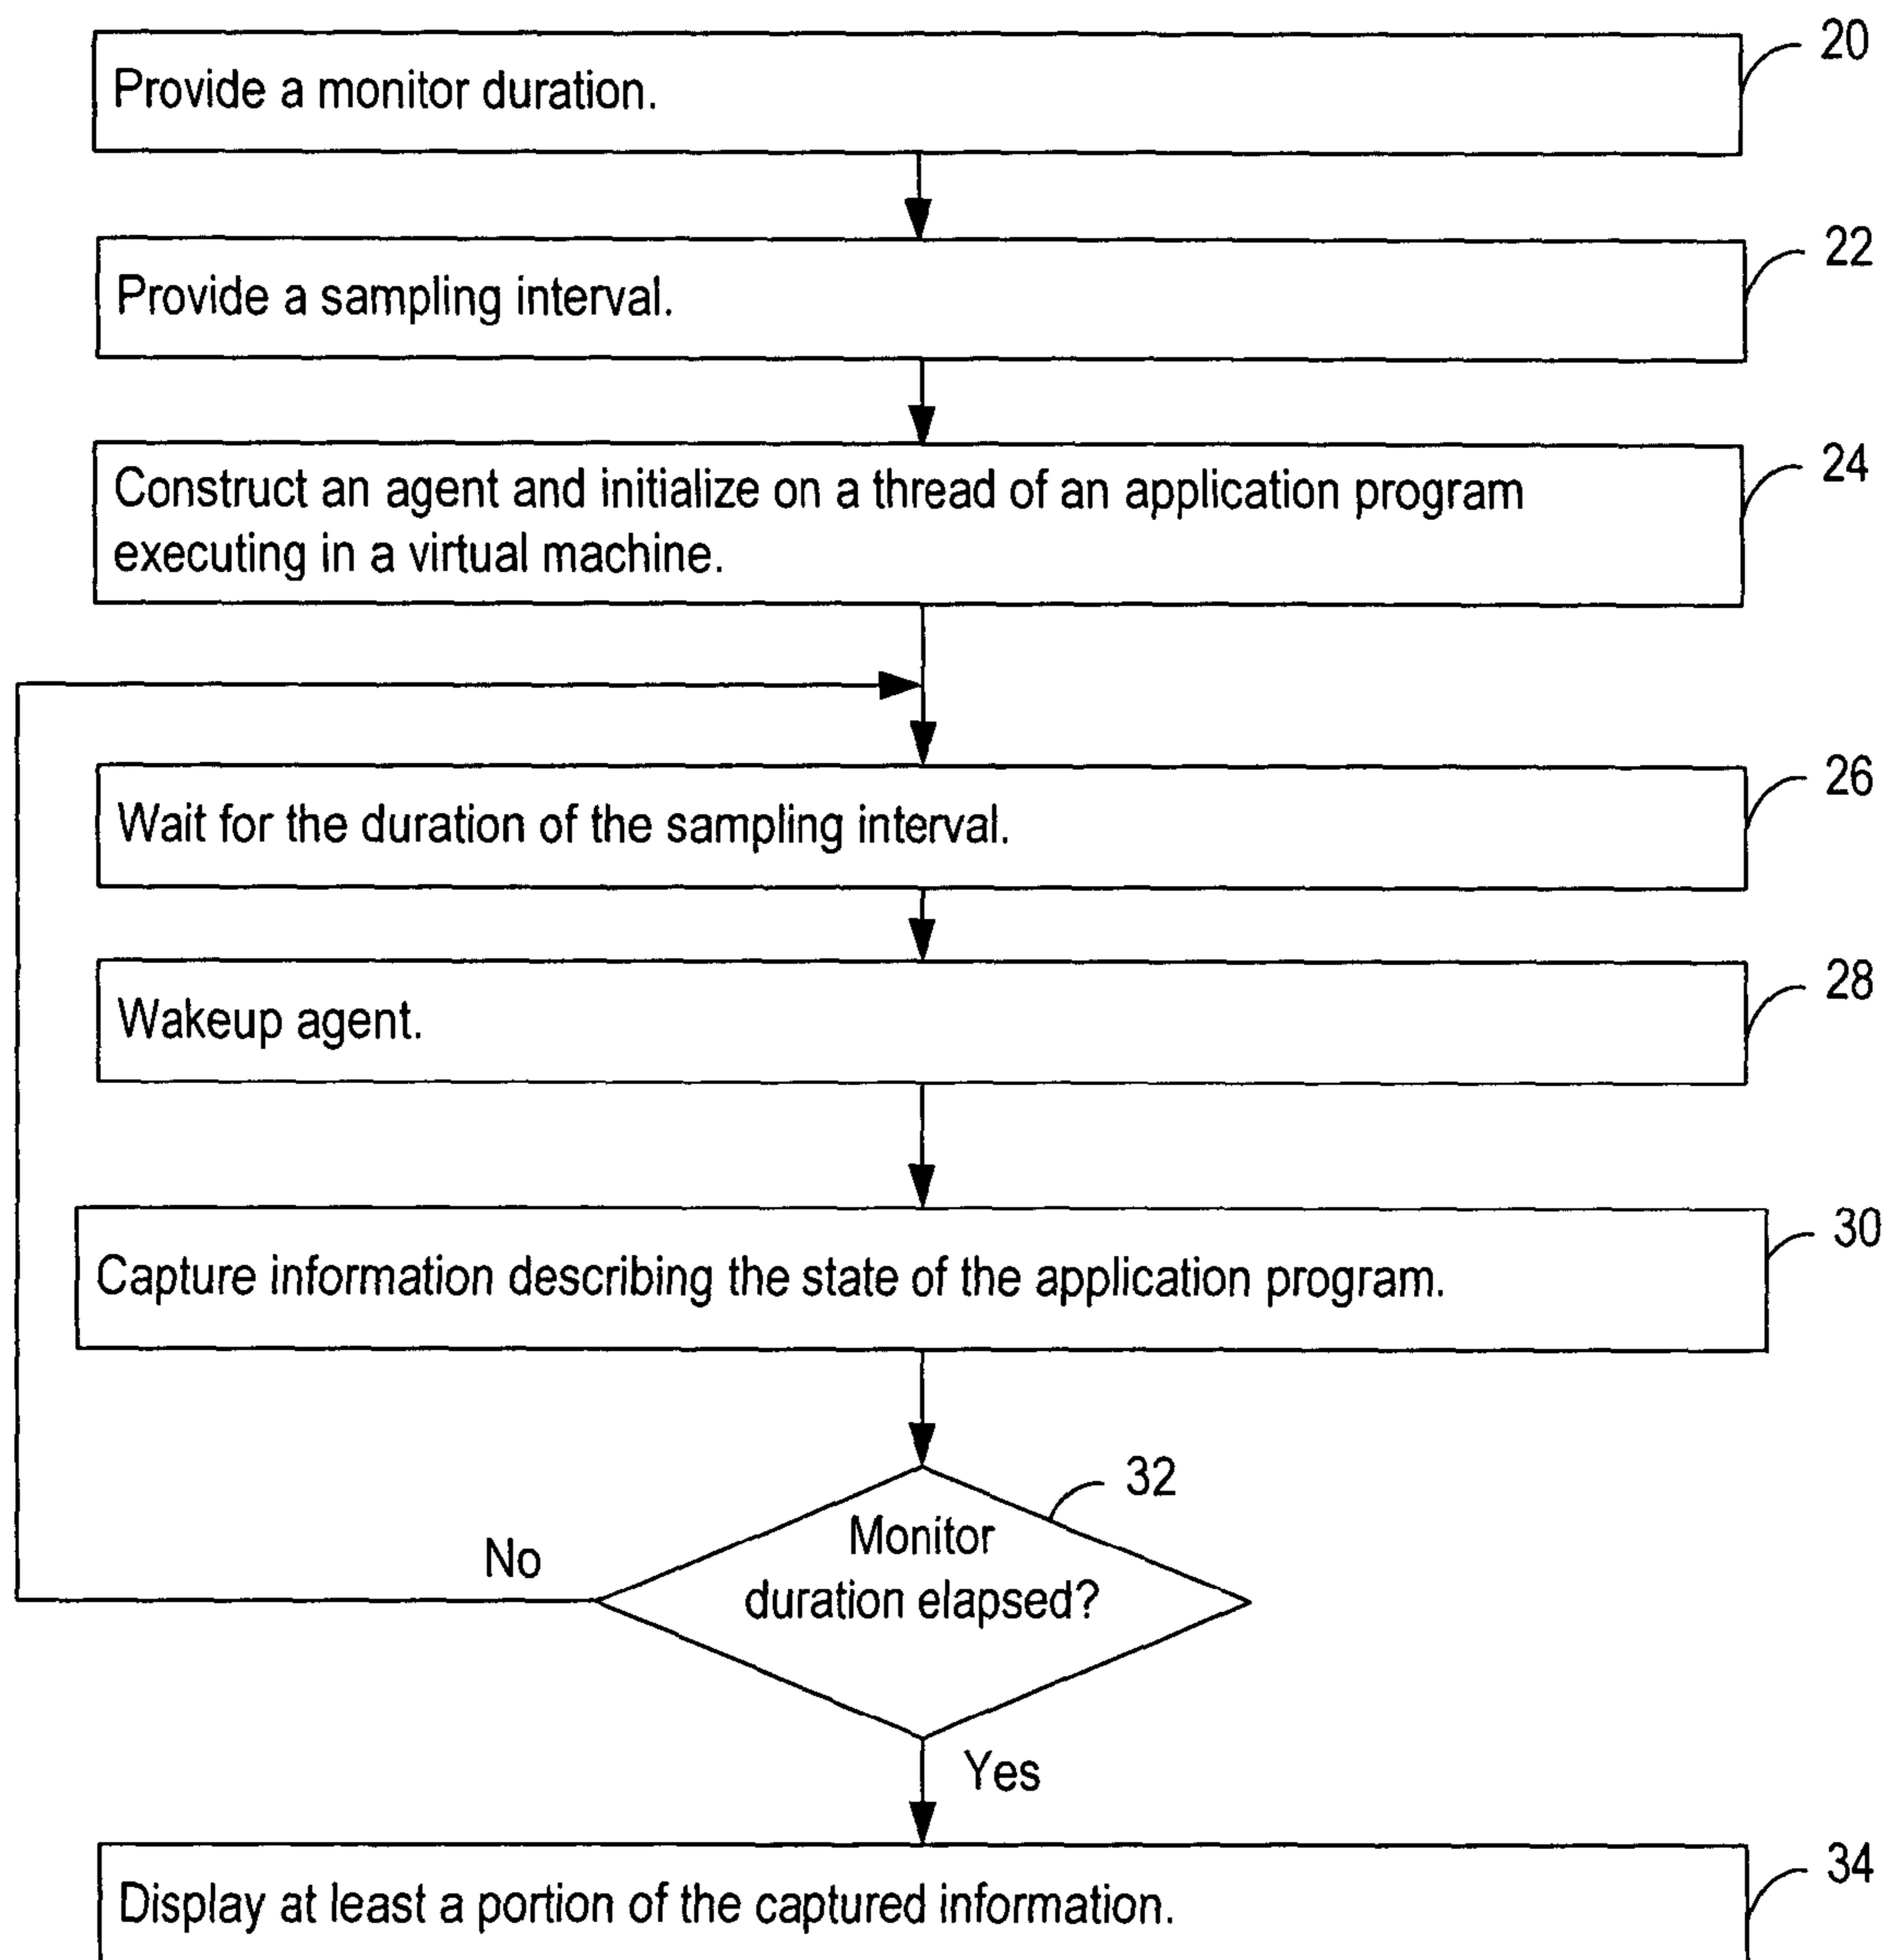 20
Provide a monitor duration.
22
Provide a sampling interval.
24
Construct an agent and initialize on a thread of an application program
executing in a virtual machine.
26
Wait for the duration of the sampling interval.
28
Wakeup agent.
30
Capture information describing the state of the application program.
32
Monitor
duration elapsed?
No
Yes
34
Display at least a portion of the captured information.